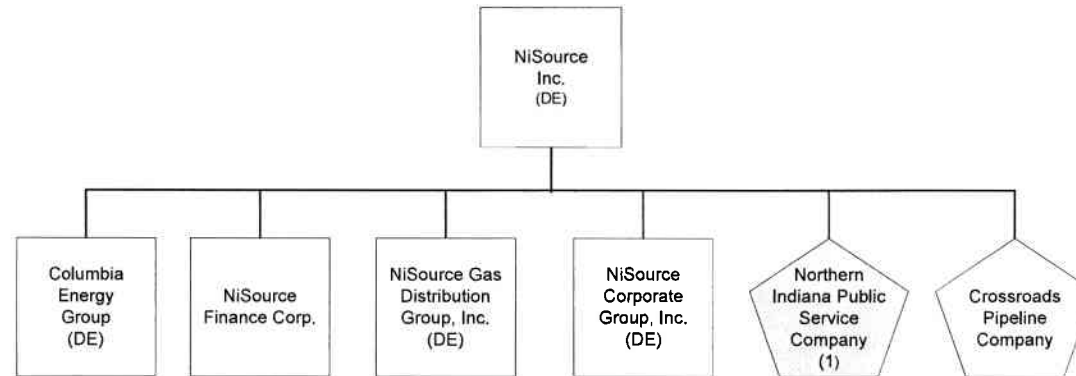 NiSource
Inc.
(DE)
Columbia
Energy
Group
(DE)
NiSource
Finance Corp.
NiSource Gas
Distribution
Group, Inc.
(DE)
NiSource
Corporate
Group, Inc.
(DE)
Northern
Indiana Public
Service
Company
(1)
Crossroads
Pipeline
Company